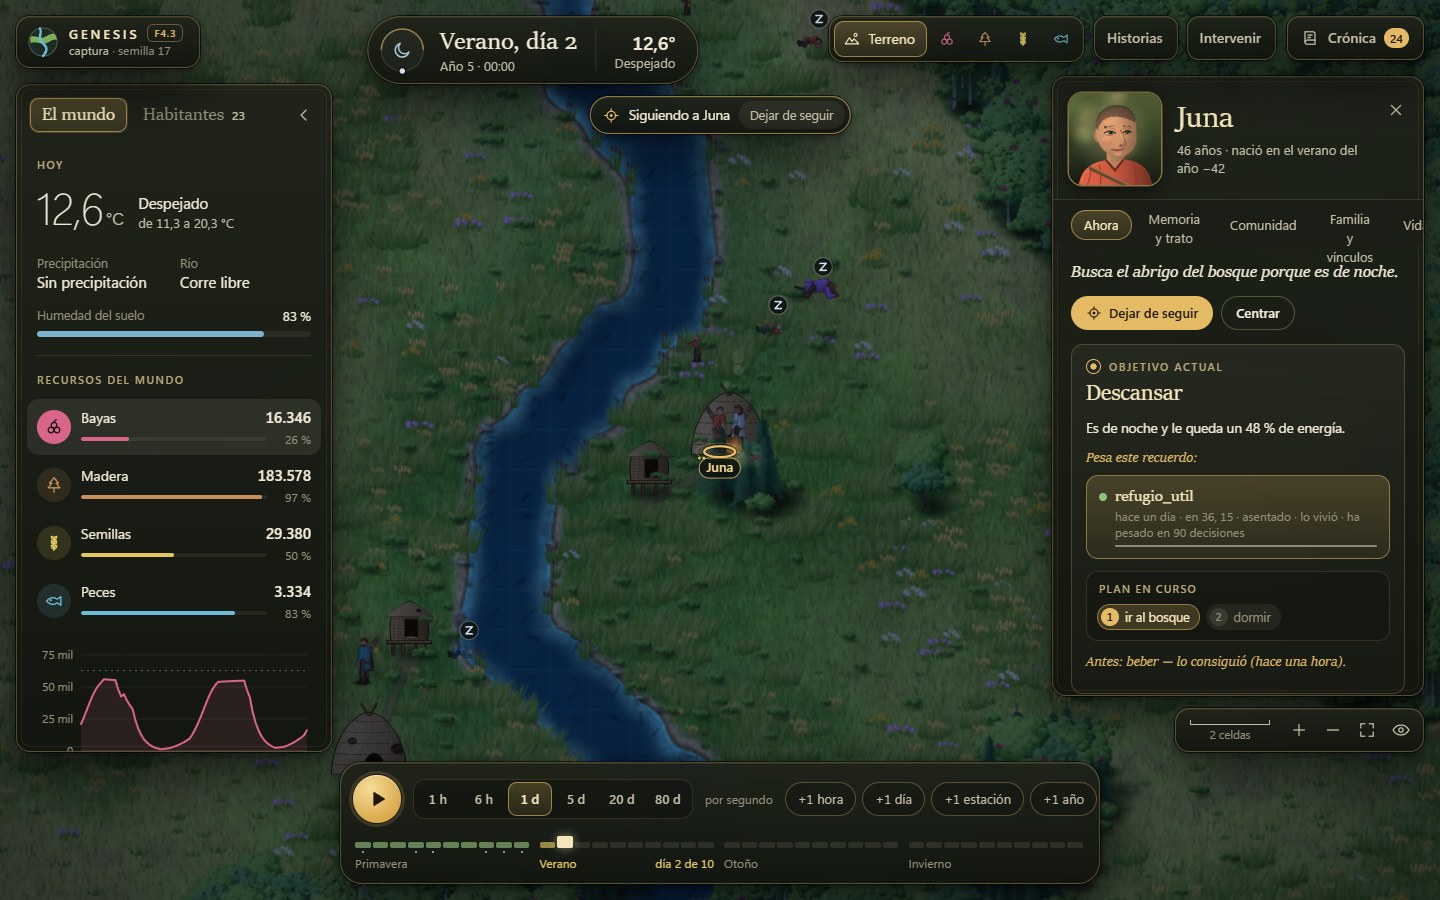 GENESIS F4.3
captura · semilla 17
Verano, día 2
Año 5 · 00:00
12,6°
Despejado
Z
Terreno
Historias
Intervenir
Crónica 24
El mundo
Habitantes 23
HOY
12,6 °C
Despejado
de 11,3 a 20,3 °C
Precipitación
Sin precipitación
Río
Corre libre
Humedad del suelo 83 %
RECURSOS DEL MUNDO
Bayas 16.346
26 %
Madera 183.578
97 %
Semillas 29.380
50 %
Peces 3.334
83 %
75 mil
50 mil
25 mil
0
Siguiendo a Juna Dejar de seguir
Z
Z
Juna
Z
Juna
46 años · nació en el verano del
año −42
Ahora
Memoria
y trato
Comunidad
Familia
y
vínculos
Vid
Busca el abrigo del bosque porque es de noche.
Dejar de seguir
Centrar
OBJETIVO ACTUAL
Descansar
Es de noche y le queda un 48 % de energía.
Pesa este recuerdo:
refugio_util
hace un día · en 36, 15 · asentado · lo vivió · ha
pesado en 90 decisiones
PLAN EN CURSO
1 ir al bosque 2 dormir
Antes: beber — lo consiguió (hace una hora).
2 celdas
1 h 6 h 1 d 5 d 20 d 80 d por segundo +1 hora +1 día +1 estación +1 año
Primavera
Verano día 2 de 10
Otoño
Invierno